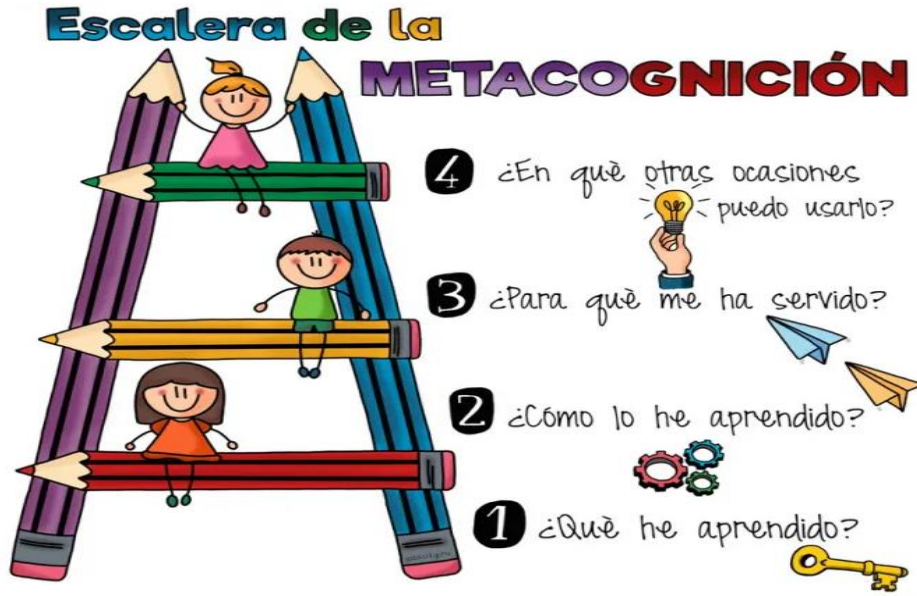 Escalera de la
METACOGNICIÓN
4 ¿En què otras ocasiones
puedo usarlo?
3 ¿Para què me ha servido?
2 ¿Cómo lo he aprendido?
1 ¿Què he aprendido?